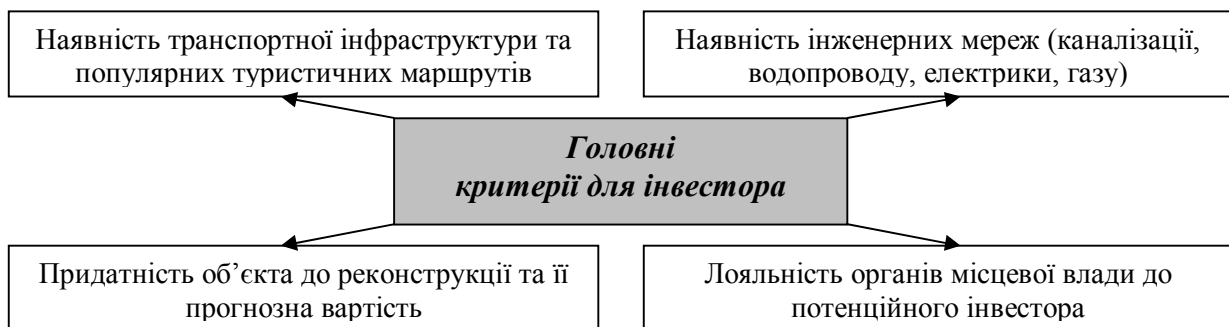 Наявність транспортної інфраструктури та
популярних туристичних маршрутів
Наявність інженерних мереж (каналізації,
водопроводу, електрики, газу)
Головні
критерії для інвестора
Придатність об’єкта до реконструкції та її
прогнозна вартість
Лояльність органів місцевої влади до
потенційного інвестора